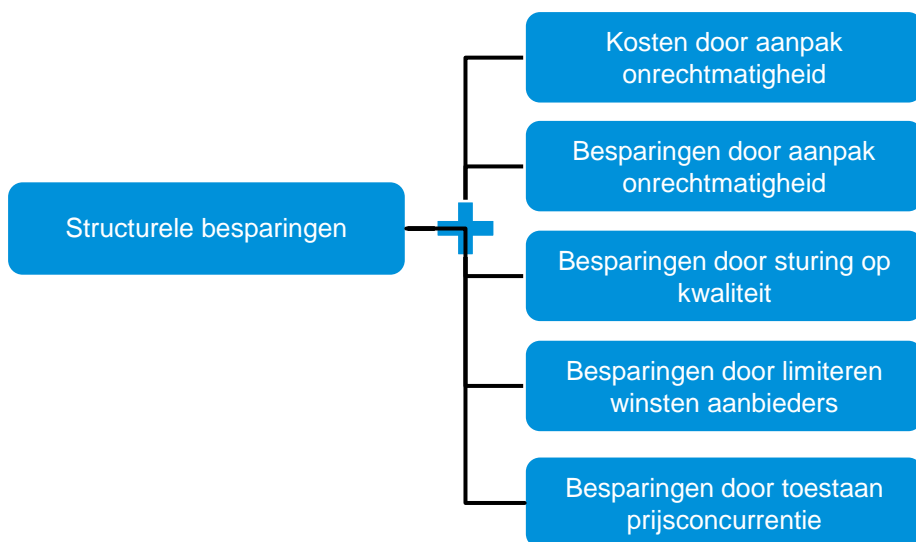 Kosten door aanpak
onrechtmatigheid
Besparingen door aanpak
onrechtmatigheid
Structurele besparingen
Besparingen door sturing op
kwaliteit
Besparingen door limiteren
winsten aanbieders
Besparingen door toestaan
prijsconcurrentie